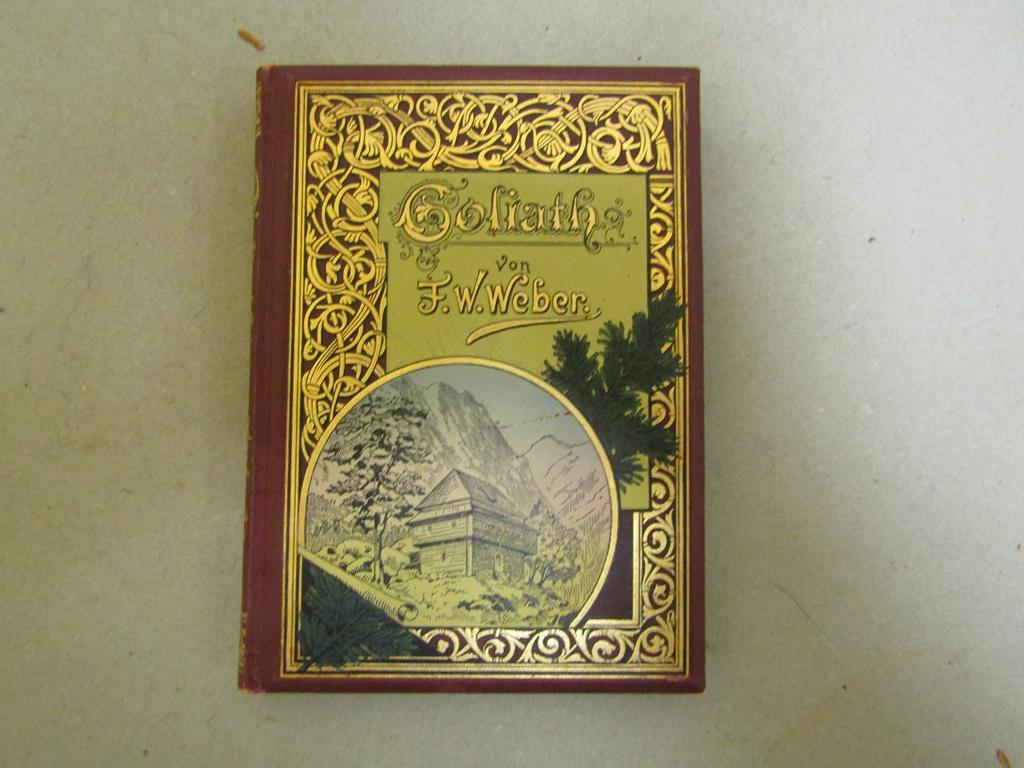 Goliath
von
F. W. Weber.